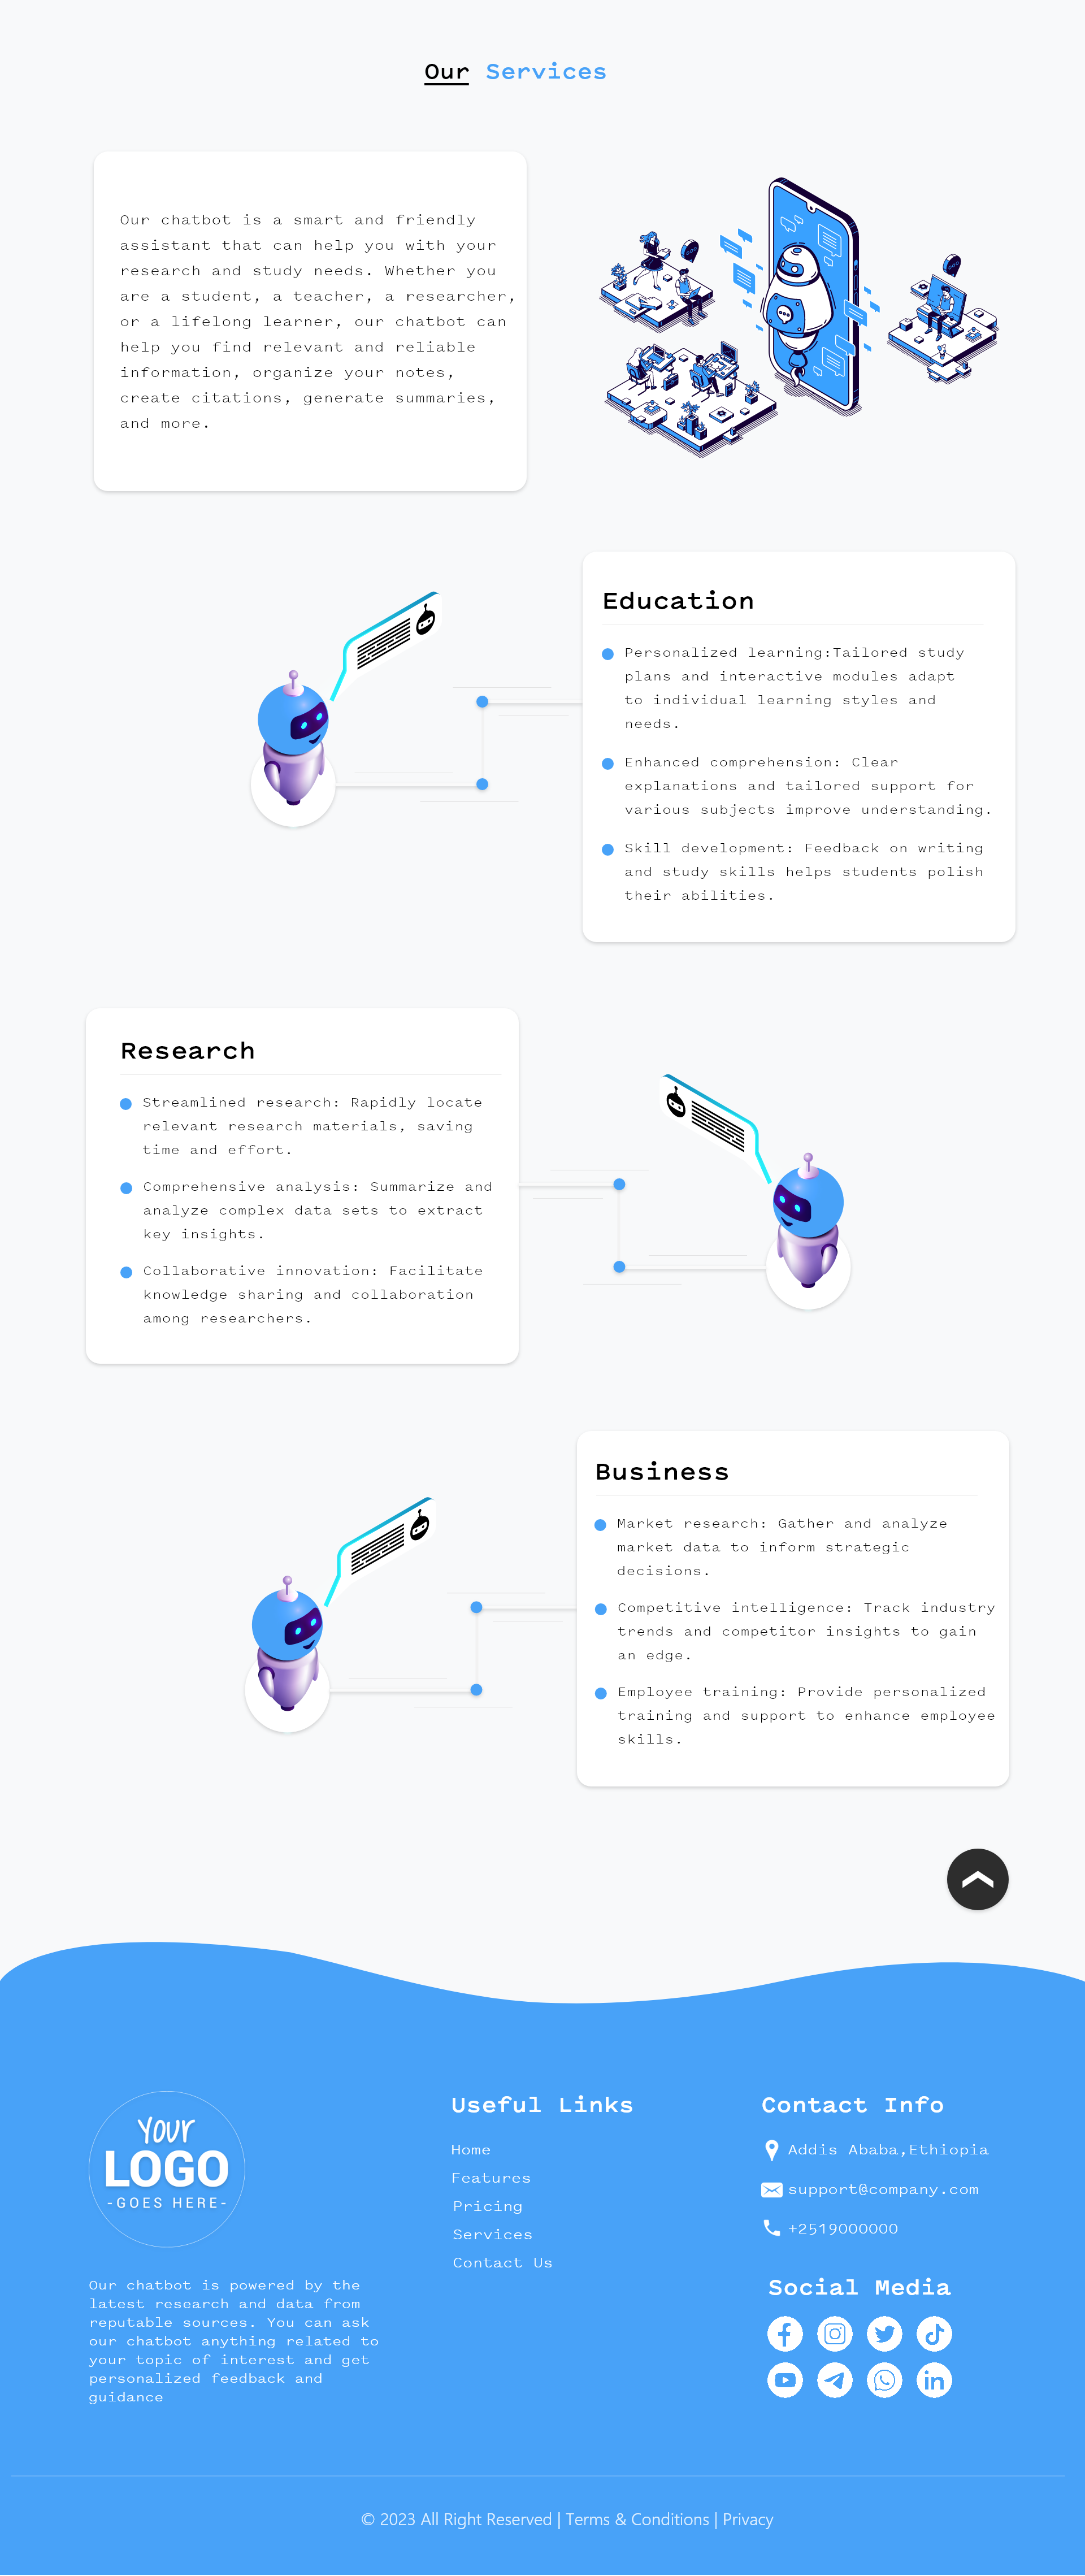 Our Services
Our chatbot is a smart and friendly
assistant that can help you with your
research and study needs. Whether you
are a student, a teacher, a researcher,
or a lifelong learner, our chatbot can
help you find relevant and reliable
information, organize your notes,
create citations, generate summaries,
and more.
Education
Personalized learning:Tailored study
plans and interactive modules adapt
to individual learning styles and
needs.
Enhanced comprehension: Clear
explanations and tailored support for
various subjects improve understanding.
Skill development: Feedback on writing
and study skills helps students polish
their abilities.
Research
Streamlined research: Rapidly locate
relevant research materials, saving
time and effort.
Comprehensive analysis: Summarize and
analyze complex data sets to extract
key insights.
Collaborative innovation: Facilitate
knowledge sharing and collaboration
among researchers.
Business
Market research: Gather and analyze
market data to inform strategic
decisions.
Competitive intelligence: Track industry
trends and competitor insights to gain
an edge.
Employee training: Provide personalized
training and support to enhance employee
skills.
YOUR
LOGO
-GOES HERE-
Our chatbot is powered by the
latest research and data from
reputable sources. You can ask
our chatbot anything related to
your topic of interest and get
personalized feedback and
guidance
Useful Links
Home
Features
Pricing
Services
Contact Us
Contact Info
Addis Ababa,Ethiopia
support@company.com
+2519000000
Social Media
© 2023 All Right Reserved | Terms & Conditions | Privacy